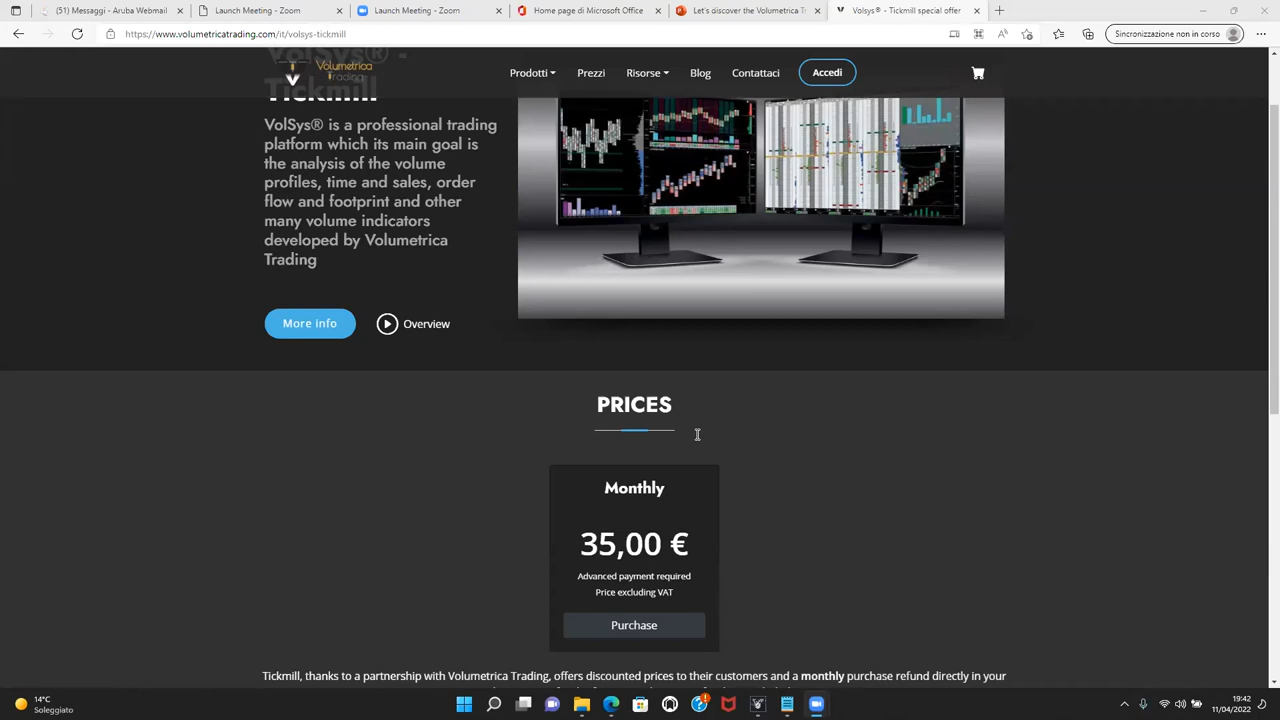 (51) Messaggi - Aruba Webmail
Launch Meeting - Zoom
Launch Meeting - Zoom
Home page di Microsoft Office
Let's discover the Volumetrica T
Volsys® - Tickmill special offer
https://www.volumetricatrading.com/it/volsys-tickmill
Sincronizzazione non in corso
Volumetrica
Trading
Prodotti
Prezzi
Risorse
Blog
Contattaci
Accedi
VolSys® -
Tickmill
VolSys® is a professional trading
platform which its main goal is
the analysis of the volume
profiles, time and sales, order
flow and footprint and other
many volume indicators
developed by Volumetrica
Trading
More info
Overview
PRICES
Monthly
35,00 €
Advanced payment required
Price excluding VAT
Purchase
Tickmill, thanks to a partnership with Volumetrica Trading, offers discounted prices to their customers and a monthly purchase refund directly in your
14°C
Soleggiato
19:42
11/04/2022